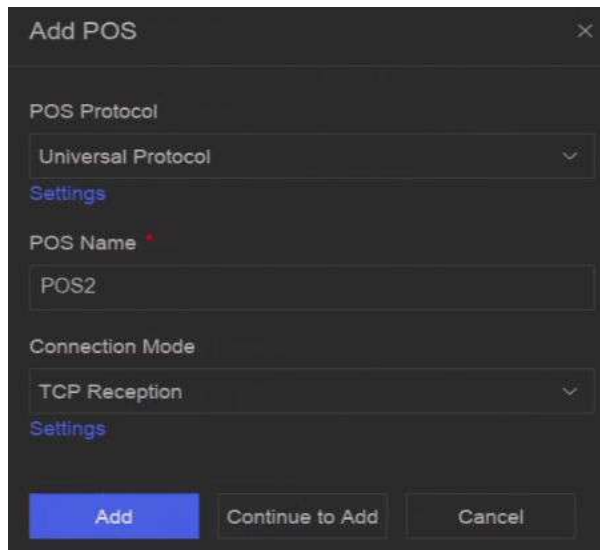 Add POS
POS Protocol
Universal Protocol
Settings
POS Name *
POS2
Connection Mode
TCP Reception
Settings
Add Continue to Add Cancel